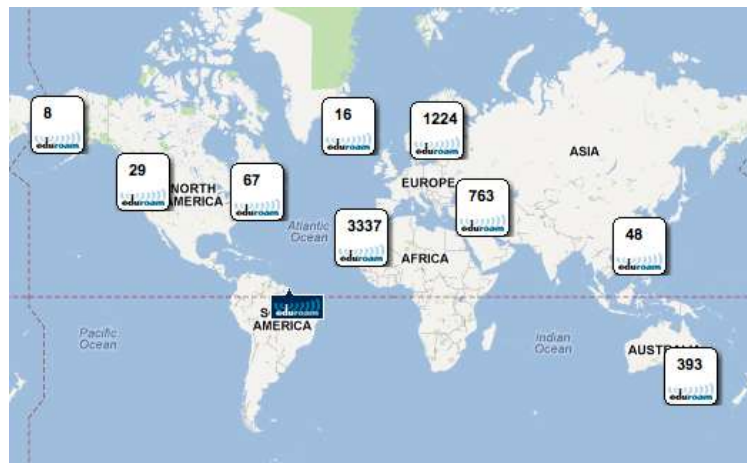 8
eduroam
16
eduroam
1224
eduroam
ASIA
29
eduroam
NORTH
AMERICA
67
eduroam
EUROPE
763
eduroam
3337
eduroam
Atlantic
Ocean
AFRICA
48
eduroam
eduroam
S
AMERICA
Pacific
Ocean
Indian
Ocean
AUST
393
eduroam